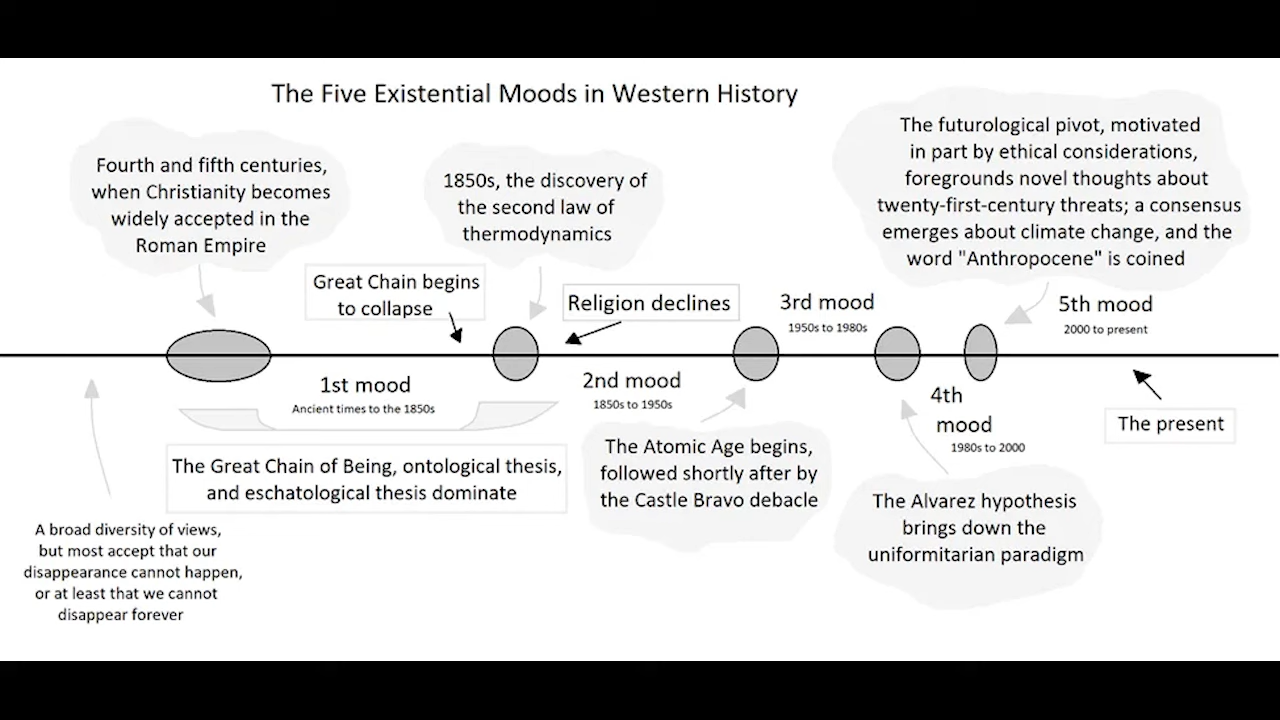 The Five Existential Moods in Western History
Fourth and fifth centuries,
when Christianity becomes
widely accepted in the
Roman Empire
1850s, the discovery of
the second law of
thermodynamics
The futurological pivot, motivated
in part by ethical considerations,
foregrounds novel thoughts about
twenty-first-century threats; a consensus
emerges about climate change, and the
word "Anthropocene" is coined
Great Chain begins
to collapse
Religion declines
3rd mood
1950s to 1980s
5th mood
2000 to present
1st mood
Ancient times to the 1850s
2nd mood
1850s to 1950s
4th
mood
1980s to 2000
The present
The Great Chain of Being, ontological thesis,
and eschatological thesis dominate
The Atomic Age begins,
followed shortly after by
the Castle Bravo debacle
The Alvarez hypothesis
brings down the
uniformitarian paradigm
A broad diversity of views,
but most accept that our
disappearance cannot happen,
or at least that we cannot
disappear forever